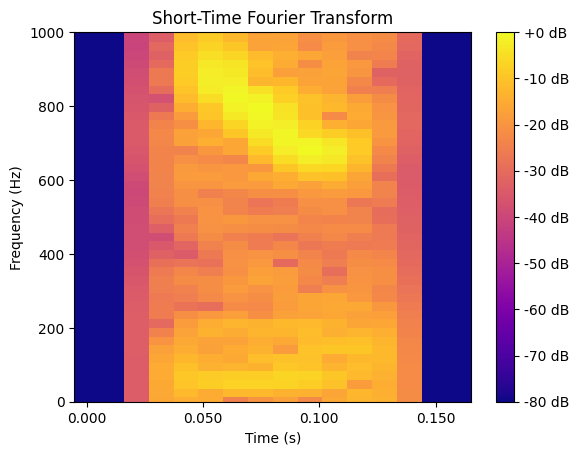 Short-Time Fourier Transform
1000
800
600
400
200
0
Frequency (Hz)
0.000
0.050
0.100
0.150
Time (s)
+0 dB
-10 dB
-20 dB
-30 dB
-40 dB
-50 dB
-60 dB
-70 dB
-80 dB